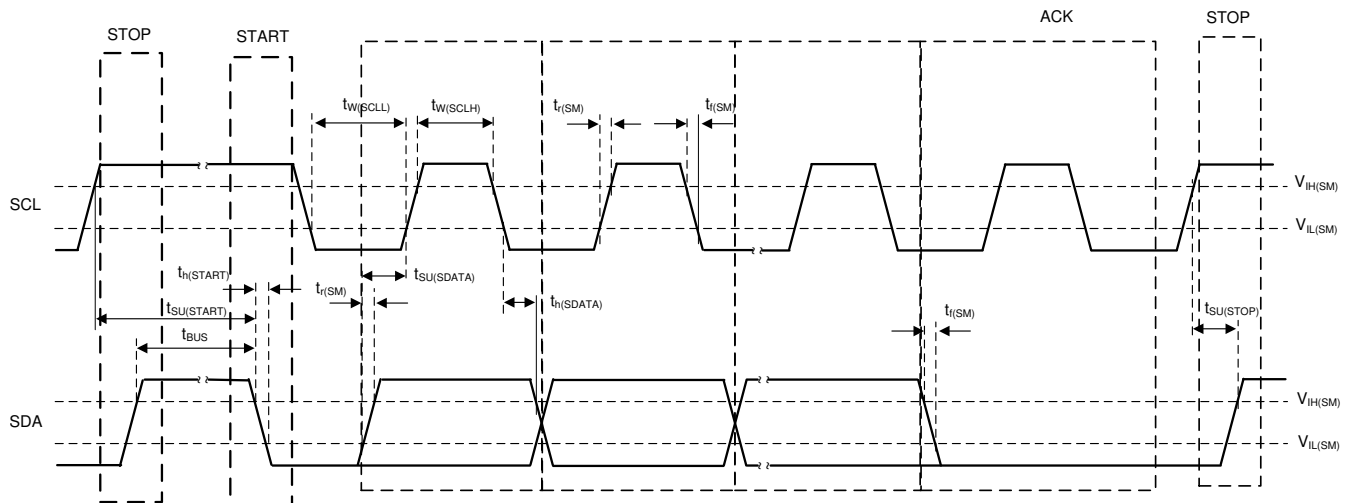 STOP
START
ACK
STOP
tW(SCLL)
tW(SCLH)
tr(SM)
tf(SM)
SCL
VIH(SM)
VIL(SM)
th(START)
tr(SM)
tSU(SDATA)
th(SDATA)
tSU(START)
tf(SM)
tSU(STOP)
tBUS
SDA
VIH(SM)
VIL(SM)